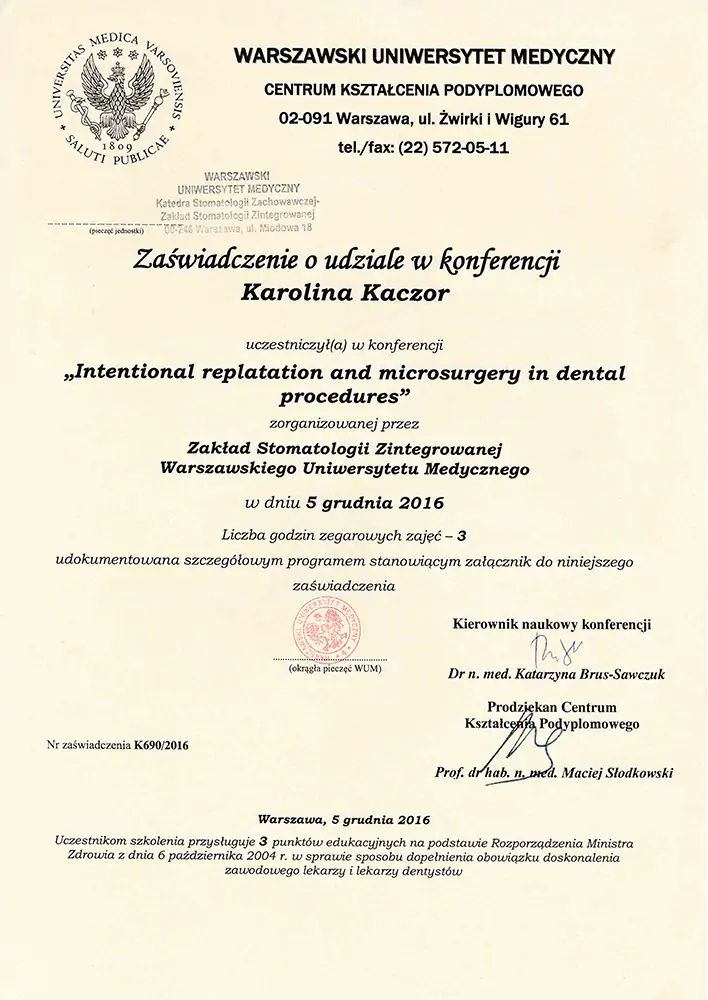 UNIVERSITAS MEDICA VARSOVIENSIS
1809
SALUTI PUBLICAE
WARSZAWSKI UNIWERSYTET MEDYCZNY
CENTRUM KSZTAŁCENIA PODYPLOMOWEGO
02-091 Warszawa, ul. Żwirki i Wigury 61
tel./fax: (22) 572-05-11
WARSZAWSKI
UNIWERSYTET MEDYCZNY
Katedra Stomatologii Zachowawczej-
Zakład Stomatologii Zintegrowanej
00-246 Warszawa, ul. Miodowa 18
(pieczęć jednostki)
Zaświadczenie o udziale w konferencji
Karolina Kaczor
uczestniczył(a) w konferencji
„Intentional replatation and microsurgery in dental
procedures”
zorganizowanej przez
Zakład Stomatologii Zintegrowanej
Warszawskiego Uniwersytetu Medycznego
w dniu 5 grudnia 2016
Liczba godzin zegarowych zajęć – 3
udokumentowana szczegółowym programem stanowiącym załącznik do niniejszego
zaświadczenia
WARSZAWSKI UNIWERSYTET MEDYCZNY
(okrągła pieczęć WUM)
Kierownik naukowy konferencji
Dr n. med. Katarzyna Brus-Sawczuk
Prodziekan Centrum
Kształcenia Podyplomowego
Prof. dr hab. n. med. Maciej Słodkowski
Nr zaświadczenia K690/2016
Warszawa, 5 grudnia 2016
Uczestnikom szkolenia przysługuje 3 punktów edukacyjnych na podstawie Rozporządzenia Ministra
Zdrowia z dnia 6 października 2004 r. w sprawie sposobu dopełnienia obowiązku doskonalenia
zawodowego lekarzy i lekarzy dentystów